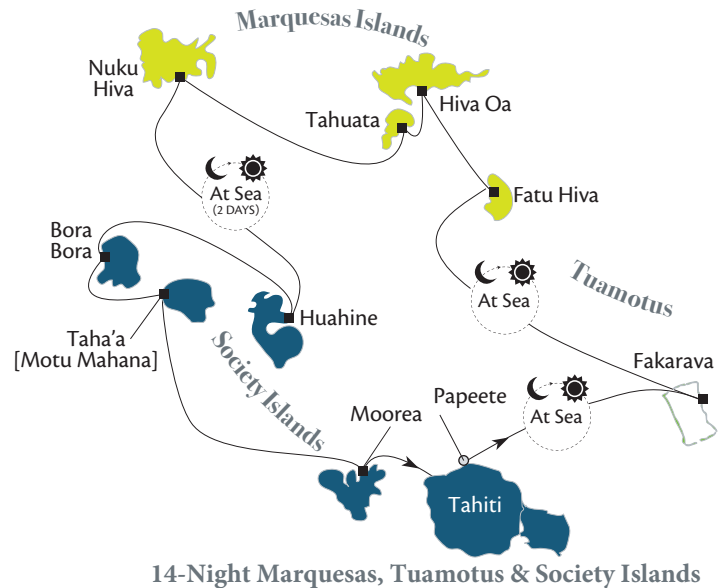 Marquesas Islands
Nuku
Hiva
Hiva Oa
Tahuata
At Sea
(2 DAYS)
Fatu Hiva
Bora
Bora
Tuamotus
At Sea
Huahine
Taha'a
[Motu Mahana]
Society Islands
Fakarava
Moorea
Papeete
At Sea
Tahiti
14-Night Marquesas, Tuamotus & Society Islands